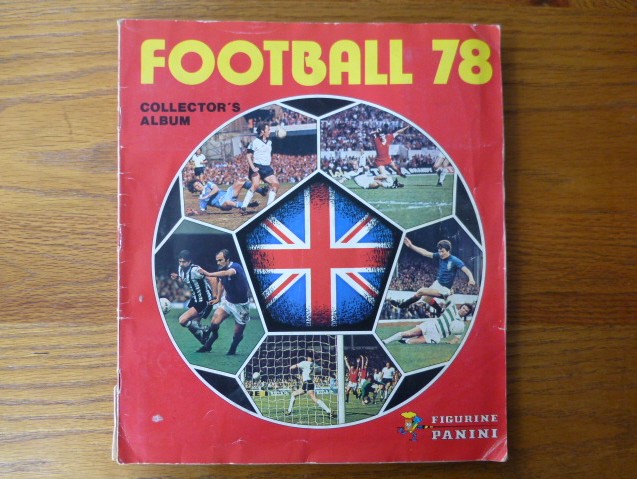 FOOTBALL 78
COLLECTOR'S
ALBUM
FIGURINE
PANINI